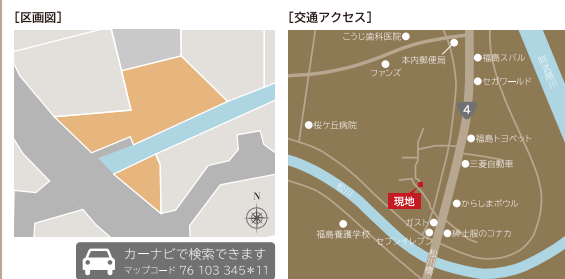 ［区画図］
N
カーナビで検索できます
マップコード 76 103 345＊11
［交通アクセス］
こうじ歯科医院
本内郵便局
ファンズ
福島スバル
セガワールド
4
桜ケ丘病院
福島トヨペット
三菱自動車
現地
からしまボウル
ガスト
福島養護学校
セブンイレブン
紳士服のコナカ